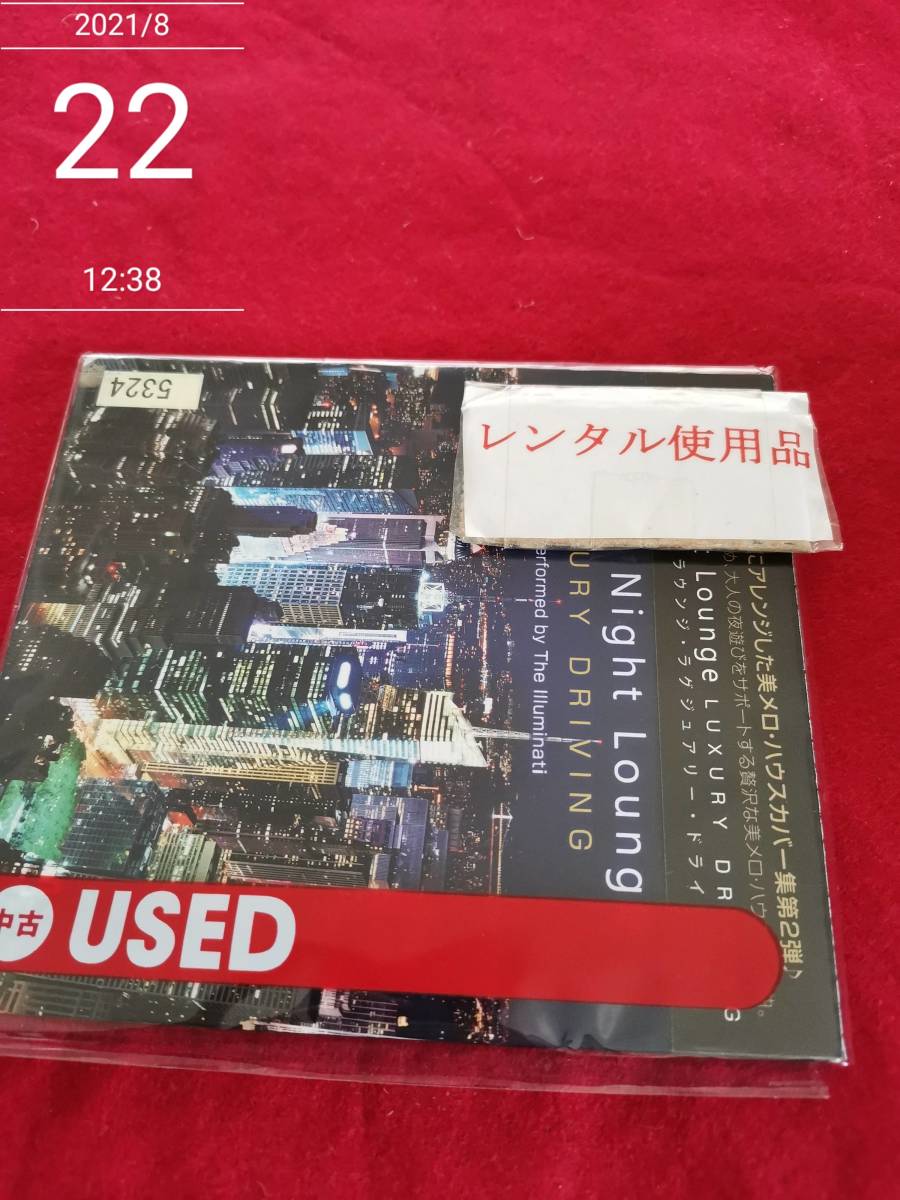 2021/8
22
12:38
5324
レンタル使用品
Night Loung
URY DRIVING
erformed by The Illuminati
Lounge LUXURY DR
G
ラウンジ・ラグジュアリー・ドライ
にアレンジした美メロ・ハウスカバー集第2弾♪
、大人の夜遊びをサポートする贅沢な美メロ・ハウ
。
中古 USED